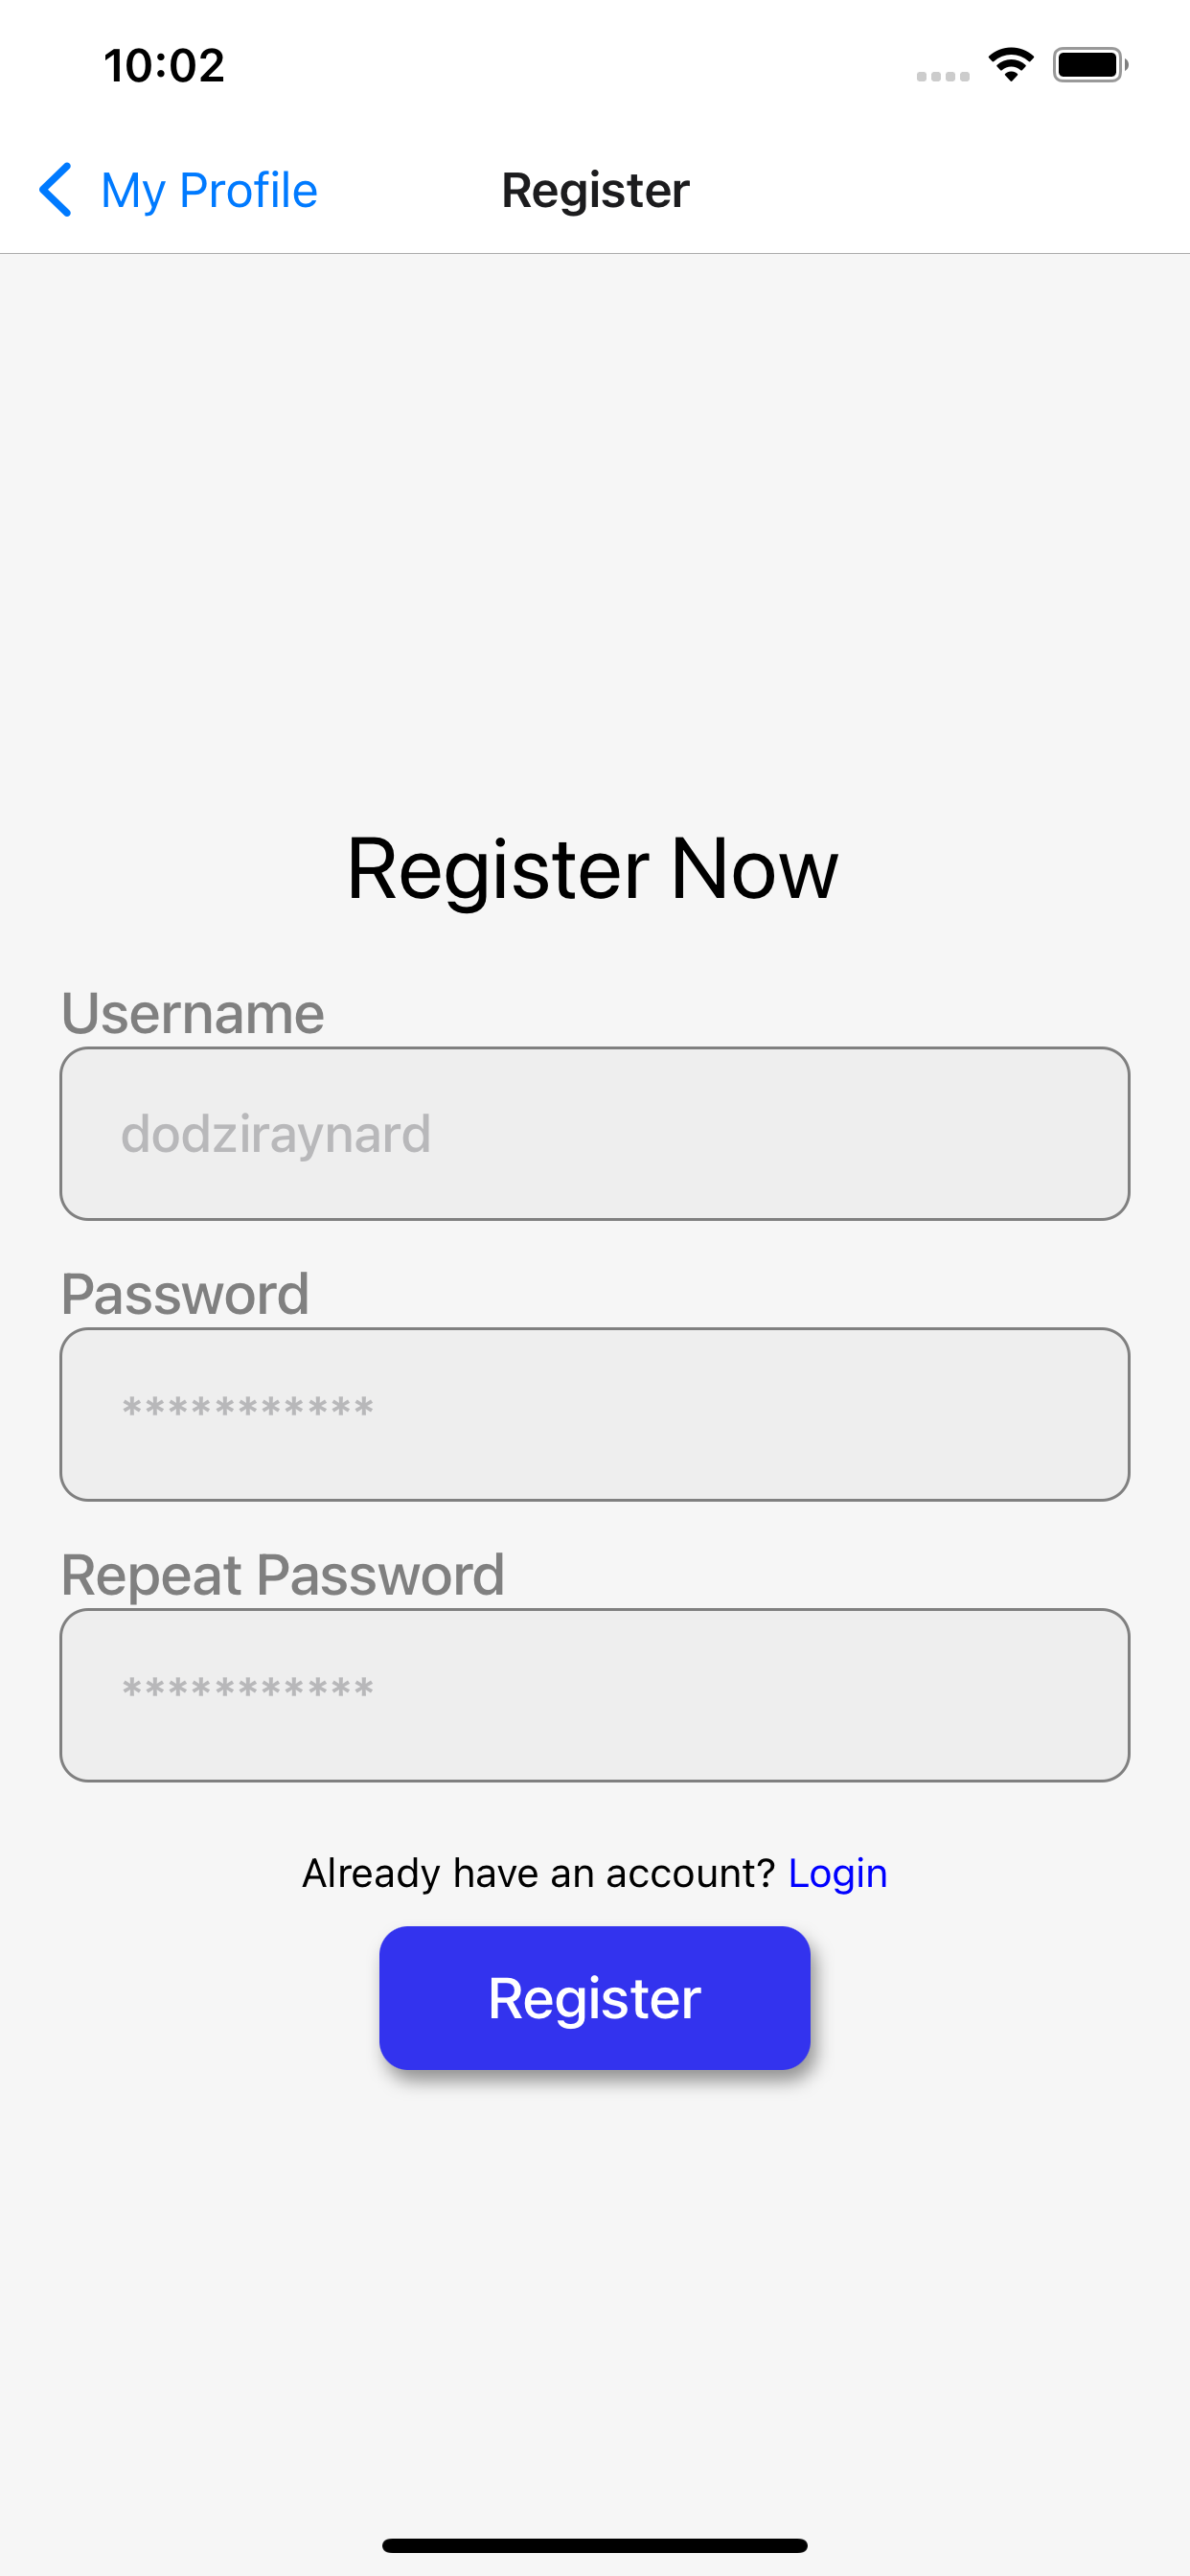 10:02
My Profile Register
Register Now
Username
dodziraynard
Password
***********
Repeat Password
***********
Already have an account? Login
Register